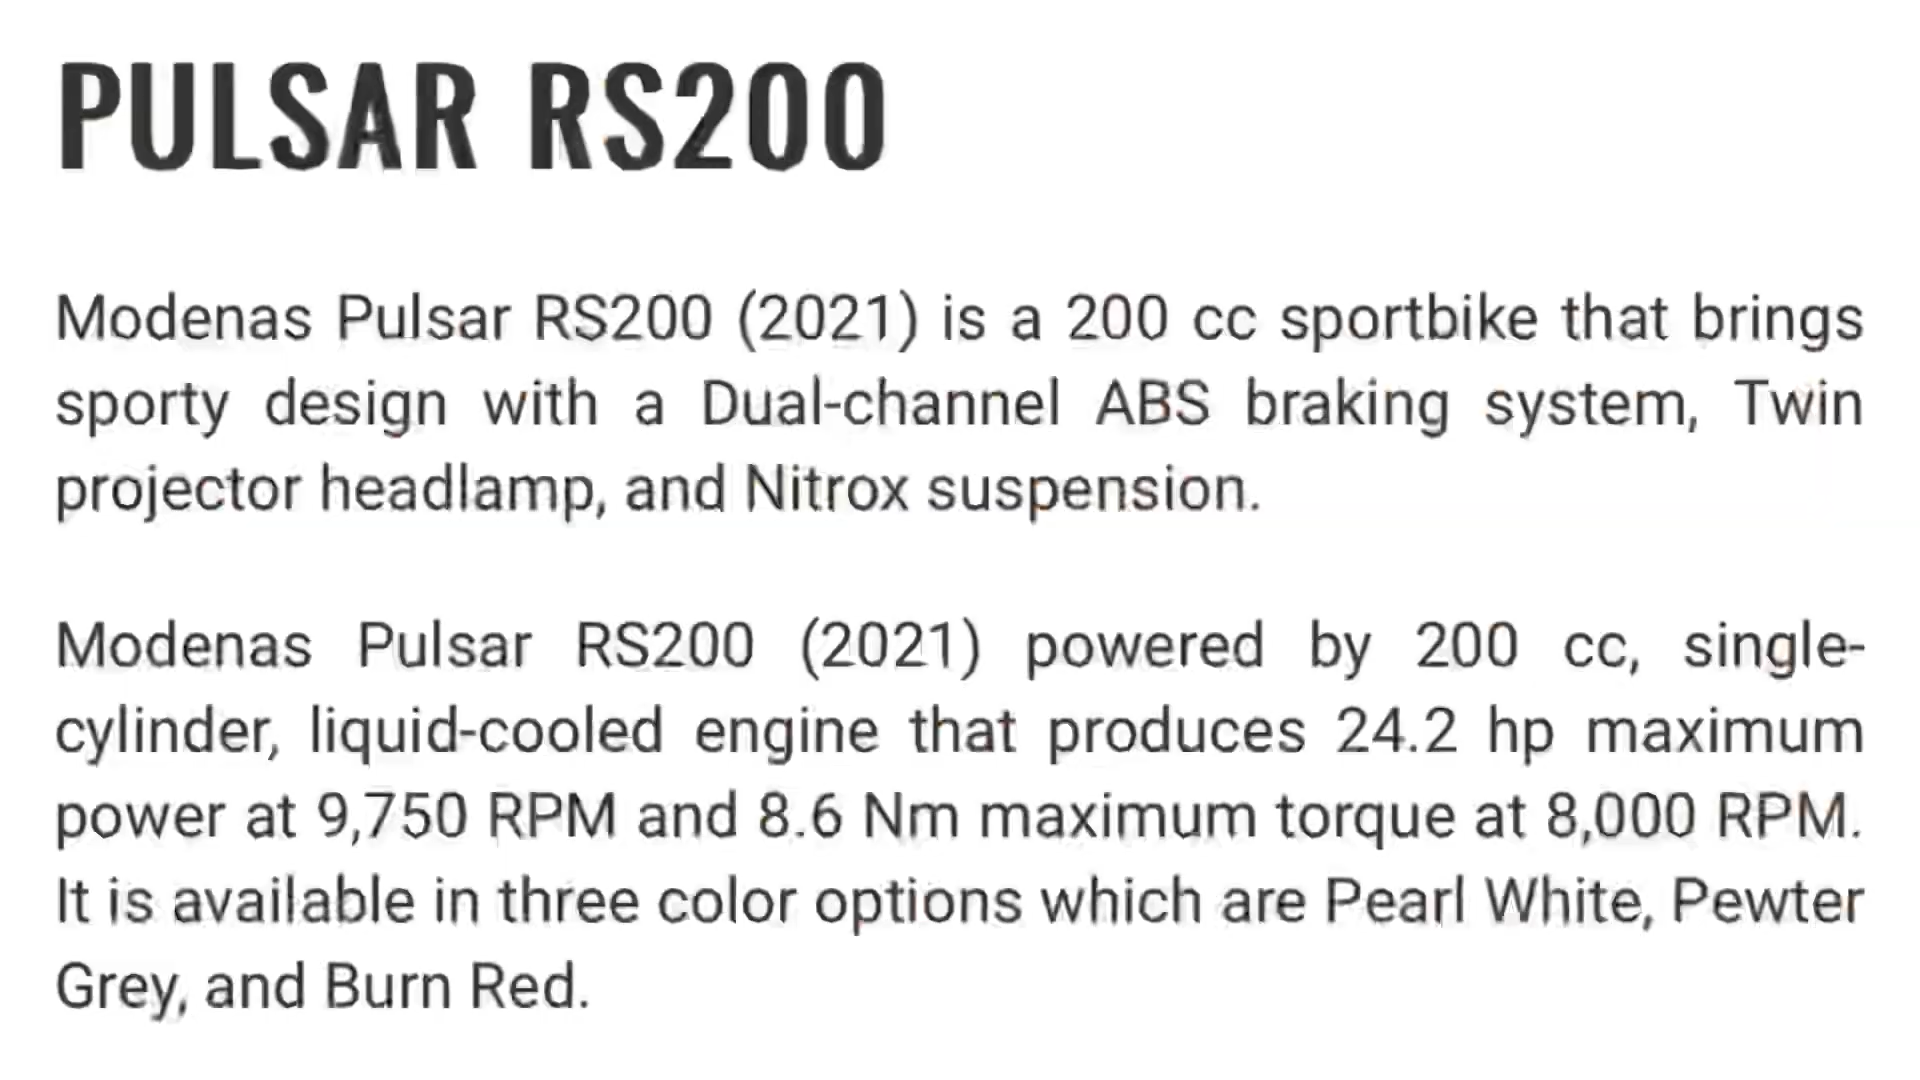 PULSAR RS200
Modenas Pulsar RS200 (2021) is a 200 cc sportbike that brings
sporty design with a Dual-channel ABS braking system, Twin
projector headlamp, and Nitrox suspension.
Modenas Pulsar RS200 (2021) powered by 200 cc, single-
cylinder, liquid-cooled engine that produces 24.2 hp maximum
power at 9,750 RPM and 8.6 Nm maximum torque at 8,000 RPM.
It is available in three color options which are Pearl White, Pewter
Grey, and Burn Red.